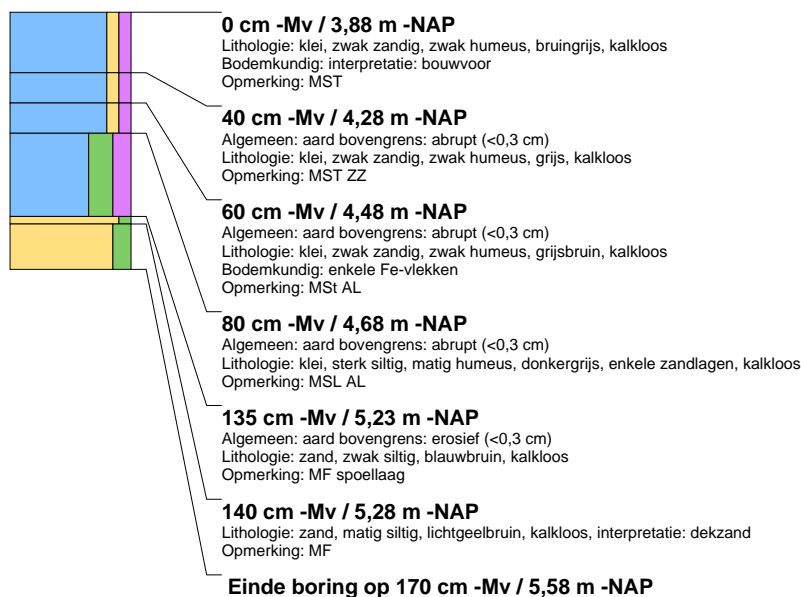 0 cm -Mv / 3,88 m -NAP
Lithologie: klei, zwak zandig, zwak humeus, bruingrijs, kalkloos
Bodemkundig: interpretatie: bouwvoor
Opmerking: MST
40 cm -Mv / 4,28 m -NAP
Algemeen: aard bovengrens: abrupt (<0,3 cm)
Lithologie: klei, zwak zandig, zwak humeus, grijs, kalkloos
Opmerking: MST ZZ
60 cm -Mv / 4,48 m -NAP
Algemeen: aard bovengrens: abrupt (<0,3 cm)
Lithologie: klei, zwak zandig, zwak humeus, grijsbruin, kalkloos
Bodemkundig: enkele Fe-vlekken
Opmerking: MSt AL
80 cm -Mv / 4,68 m -NAP
Algemeen: aard bovengrens: abrupt (<0,3 cm)
Lithologie: klei, sterk siltig, matig humeus, donkergrijs, enkele zandlagen, kalkloos
Opmerking: MSL AL
135 cm -Mv / 5,23 m -NAP
Algemeen: aard bovengrens: erosief (<0,3 cm)
Lithologie: zand, zwak siltig, blauwbruin, kalkloos
Opmerking: MF spoellaag
140 cm -Mv / 5,28 m -NAP
Lithologie: zand, matig siltig, lichtgeelbruin, kalkloos, interpretatie: dekzand
Opmerking: MF
Einde boring op 170 cm -Mv / 5,58 m -NAP